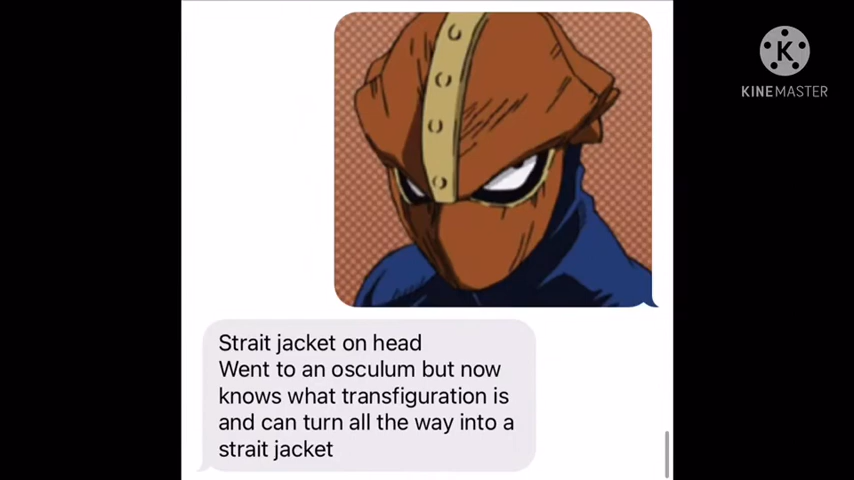 K
KINEMASTER
Strait jacket on head
Went to an osculum but now
knows what transfiguration is
and can turn all the way into a
strait jacket